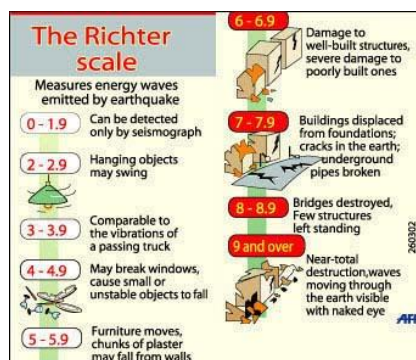 The Richter
scale
Measures energy waves
emitted by earthquake
0 - 1.9
Can be detected
only by seismograph
2 - 2.9
Hanging objects
may swing
3 - 3.9
Comparable to
the vibrations of
a passing truck
4 - 4.9
May break windows,
cause small or
unstable objects to fall
5 - 5.9
Furniture moves,
chunks of plaster
may fall from walls
6 - 6.9
Damage to
well-built structures,
severe damage to
poorly built ones
7 - 7.9
Buildings displaced
from foundations;
cracks in the earth;
underground
pipes broken
8 - 8.9
Bridges destroyed,
Few structures
left standing
9 and over
Near-total
destruction,waves
moving through
the earth visible
with naked eye
260302
AFP